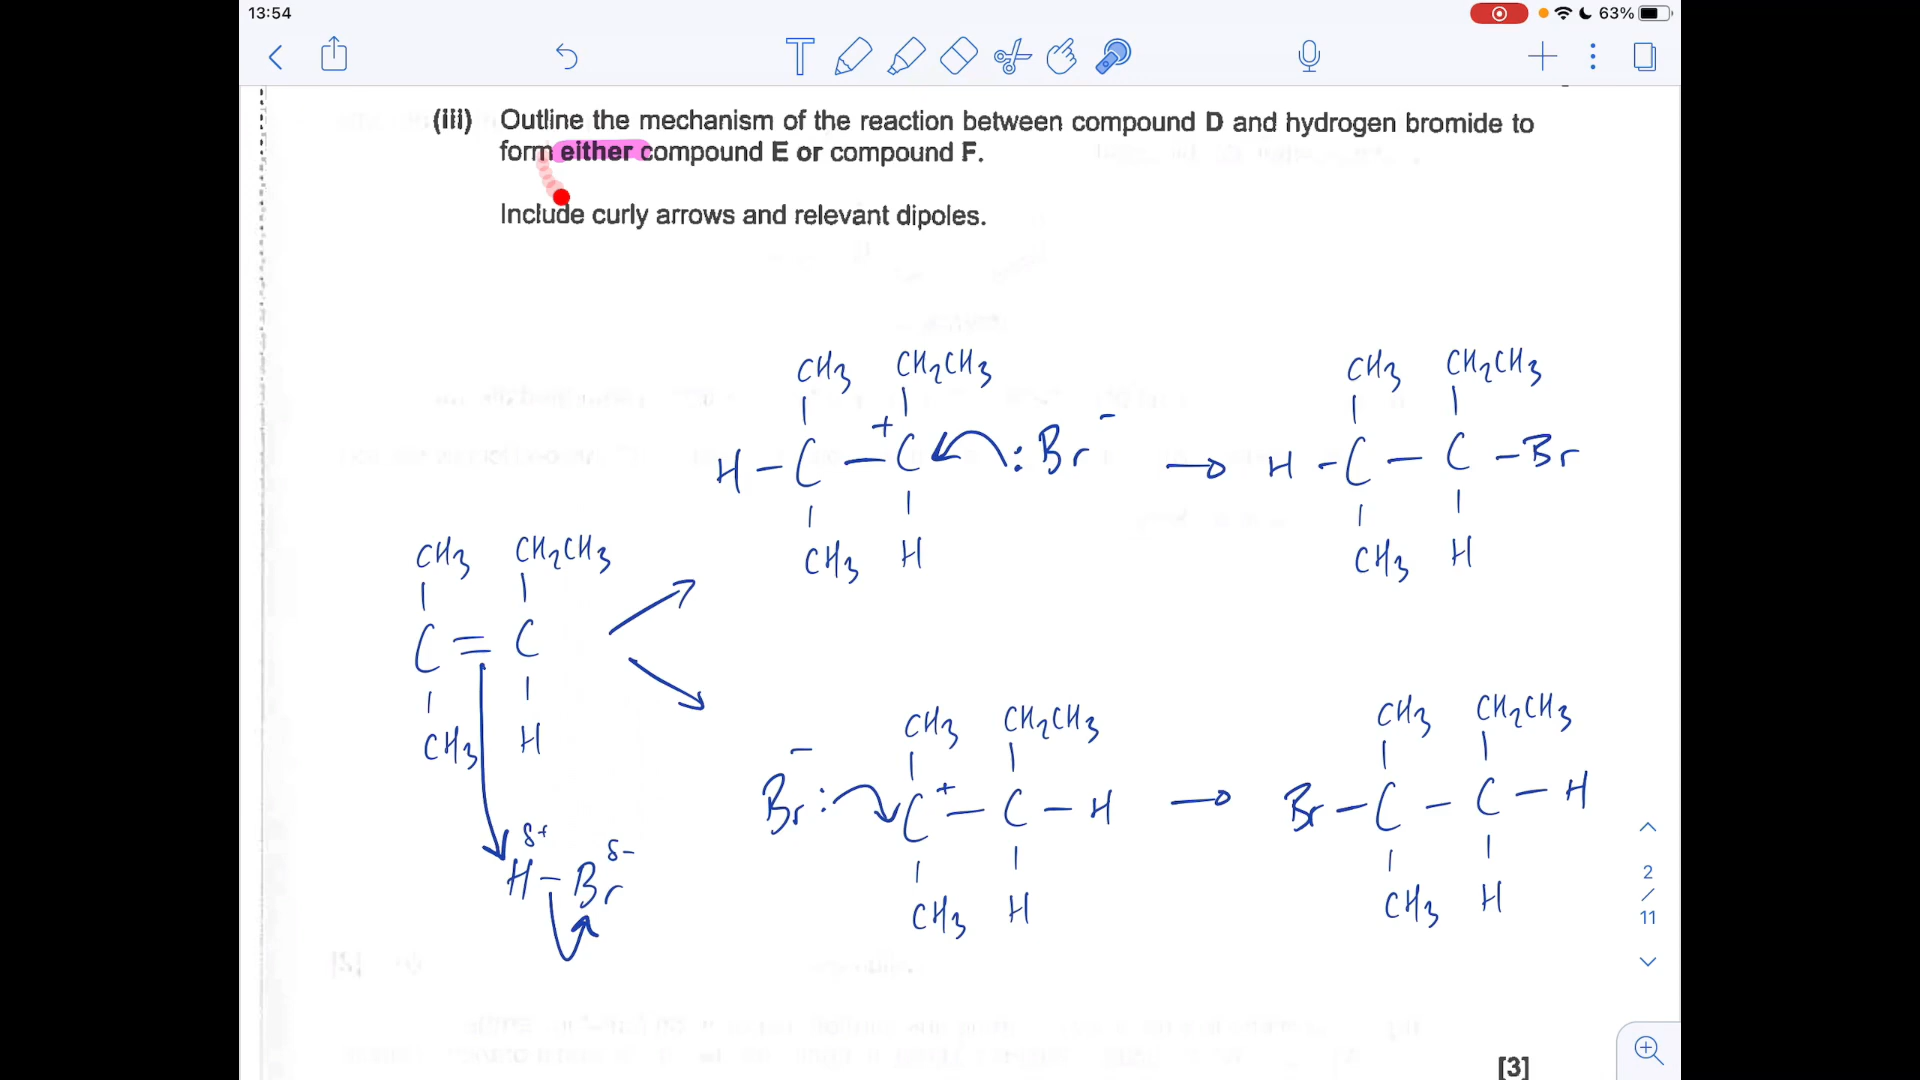 13:54
63%
(iii) Outline the mechanism of the reaction between compound D and hydrogen bromide to
form either compound E or compound F.
Include curly arrows and relevant dipoles.
CH3 CH2CH3
H – C – +C :Br –
CH3 H
→
CH3 CH2CH3
H – C – C – Br
CH3 H
CH3 CH2CH3
C = C
CH3 H
δ+ δ–
H – Br
CH3 CH2CH3
– Br: C+ – C – H
CH3 H
→
CH3 CH2CH3
Br – C – C – H
CH3 H
2
/
11
[3]